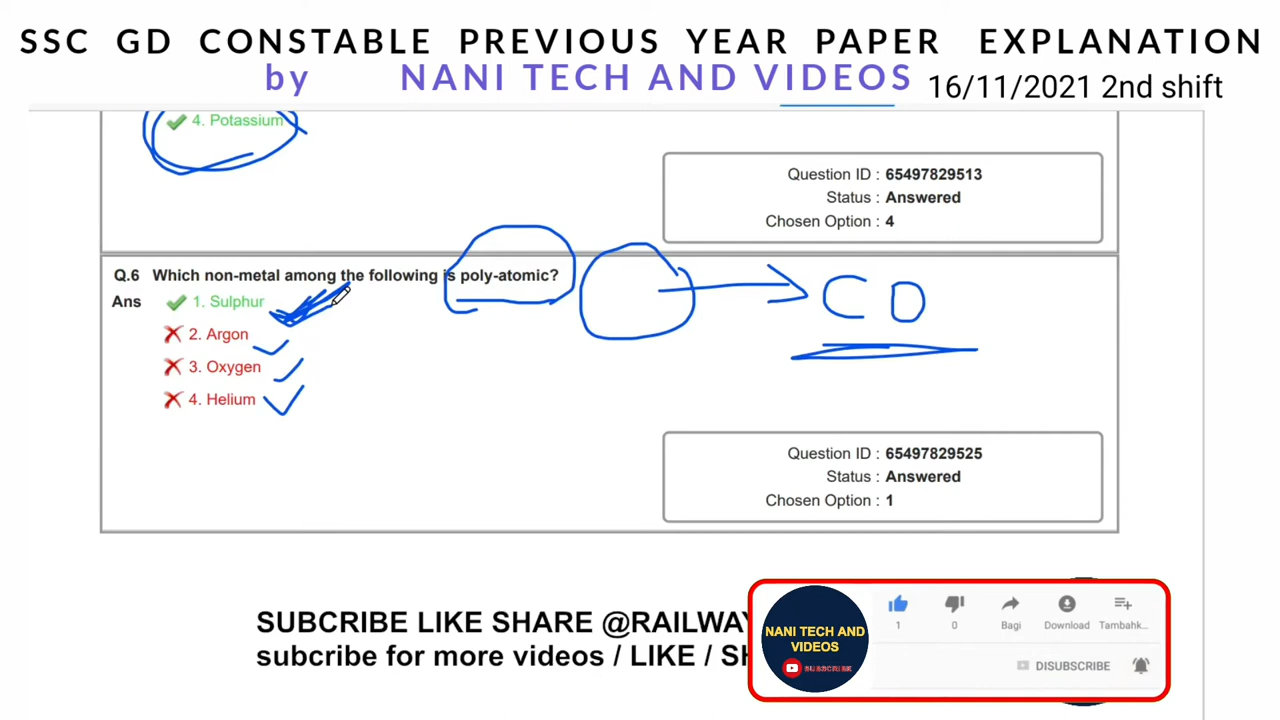 SSC GD CONSTABLE PREVIOUS YEAR PAPER EXPLANATION
by NANI TECH AND VIDEOS 16/11/2021 2nd shift
4. Potassium
Question ID : 65497829513
Status : Answered
Chosen Option : 4
Q.6 Which non-metal among the following is poly-atomic?
Ans 1. Sulphur
2. Argon
3. Oxygen
4. Helium
CO
Question ID : 65497829525
Status : Answered
Chosen Option : 1
SUBCRIBE LIKE SHARE @RAILWAY
subcribe for more videos / LIKE / SH
NANI TECH AND
VIDEOS
SUBSCRIBE
1 0 Bagi Download Tambahk...
DISUBSCRIBE